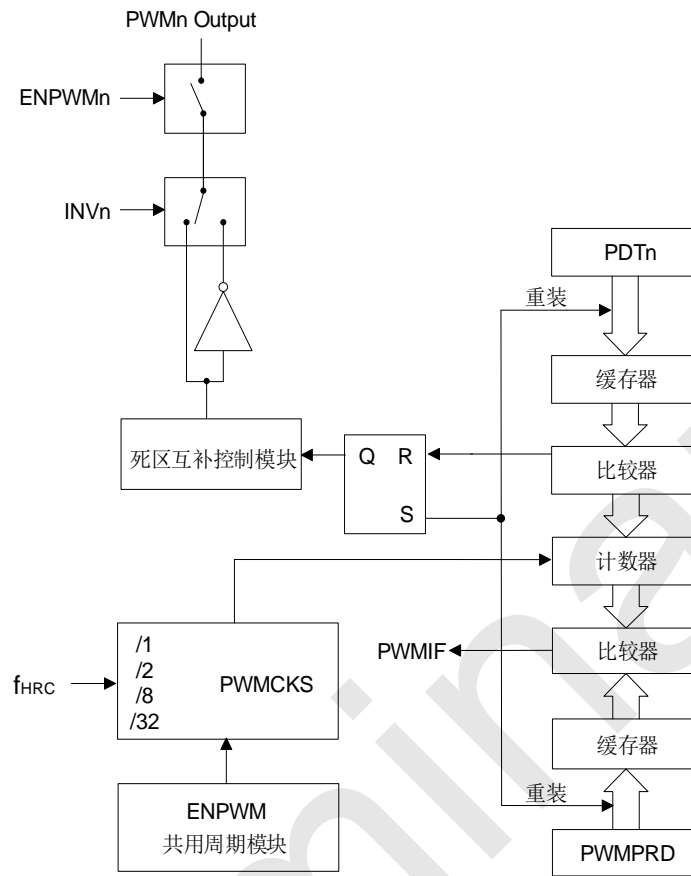 PWMn Output
ENPWMn
INVn
PDTn
重装
缓存器
死区互补控制模块
Q R
S
比较器
计数器
/1
/2
/8
/32
PWMCKS
fHRC
PWMIF
比较器
缓存器
重装
ENPWM
共用周期模块
PWMPRD